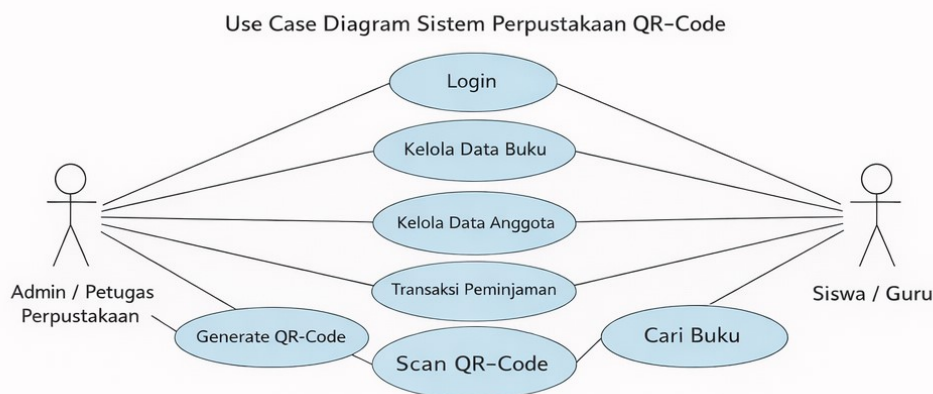 Use Case Diagram Sistem Perpustakaan QR-Code
Login
Kelola Data Buku
Kelola Data Anggota
Transaksi Peminjaman
Admin / Petugas
Perpustakaan
Siswa / Guru
Generate QR-Code
Scan QR-Code
Cari Buku